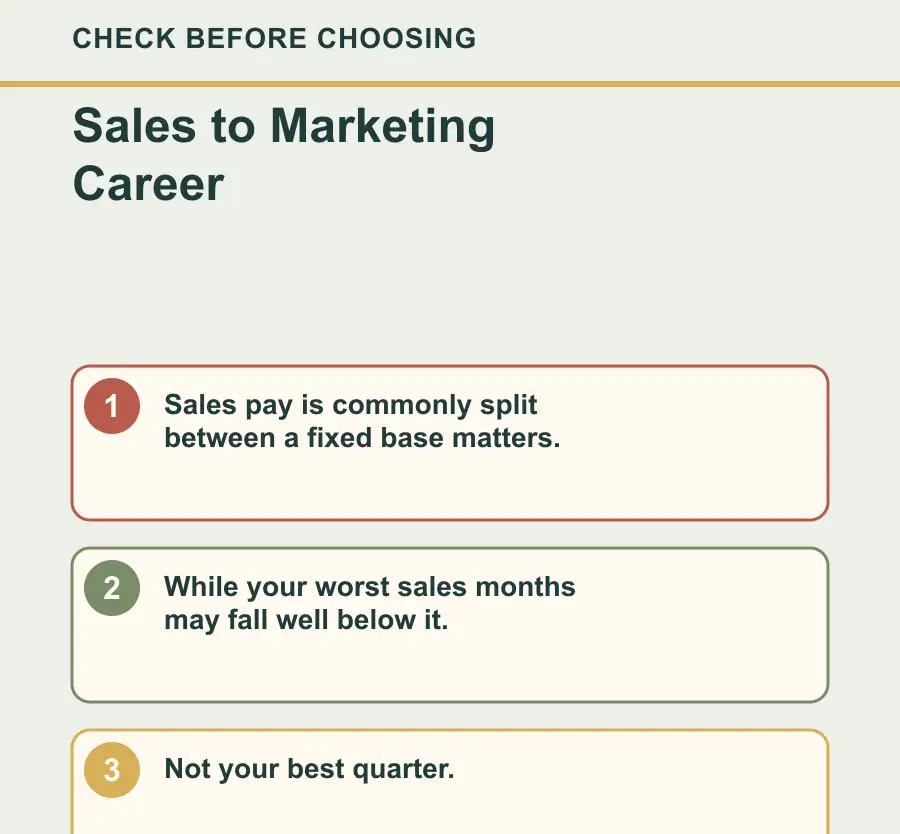 CHECK BEFORE CHOOSING
Sales to Marketing
Career
1
Sales pay is commonly split
between a fixed base matters.
2
While your worst sales months
may fall well below it.
3
Not your best quarter.